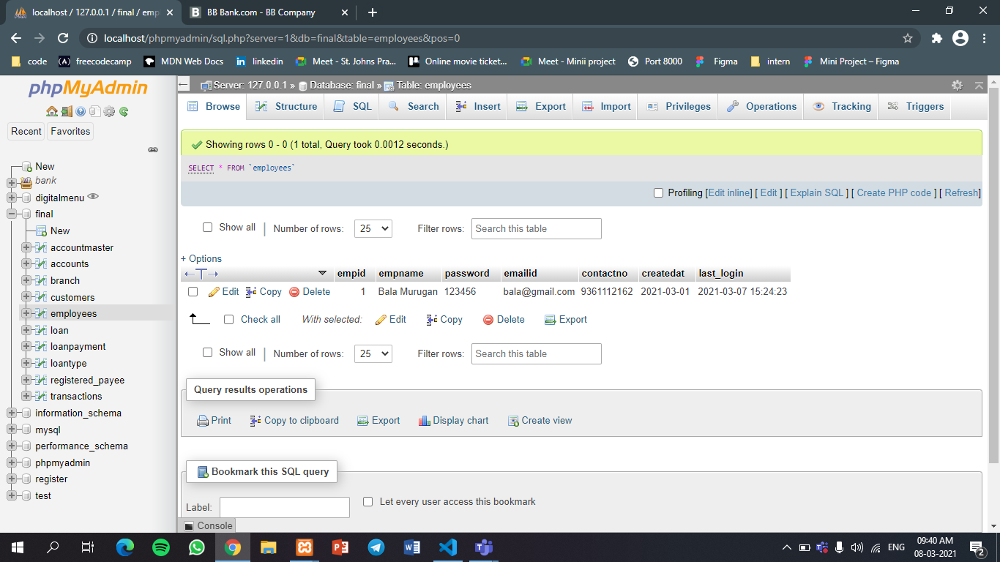 localhost / 127.0.0.1 / final / emp
BB Bank.com - BB Company
localhost/phpmyadmin/sql.php?server=1&db=final&table=employees&pos=0
code freecodecamp MDN Web Docs linkedin Meet - St. Johns Pra... Online movie ticket... Meet - Minii project Port 8000 Figma intern Mini Project – Figma
phpMyAdmin
Recent Favorites
New
bank
digitalmenu
final
New
accountmaster
accounts
branch
customers
employees
loan
loanpayment
loantype
registered_payee
transactions
information_schema
mysql
performance_schema
phpmyadmin
register
test
Server: 127.0.0.1 » Database: final » Table: employees
Browse Structure SQL Search Insert Export Import Privileges Operations Tracking Triggers
Showing rows 0 - 0 (1 total, Query took 0.0012 seconds.)
SELECT * FROM `employees`
Profiling [Edit inline] [ Edit ] [ Explain SQL ] [ Create PHP code ] [ Refresh]
Show all | Number of rows: 25 Filter rows: Search this table
+ Options
←T→ empid empname password emailid contactno createdat last_login
Edit Copy Delete 1 Bala Murugan 123456 bala@gmail.com 9361112162 2021-03-01 2021-03-07 15:24:23
Check all With selected: Edit Copy Delete Export
Show all | Number of rows: 25 Filter rows: Search this table
Query results operations
Print Copy to clipboard Export Display chart Create view
Bookmark this SQL query
Label: Let every user access this bookmark
Console
ENG
09:40 AM
08-03-2021
2